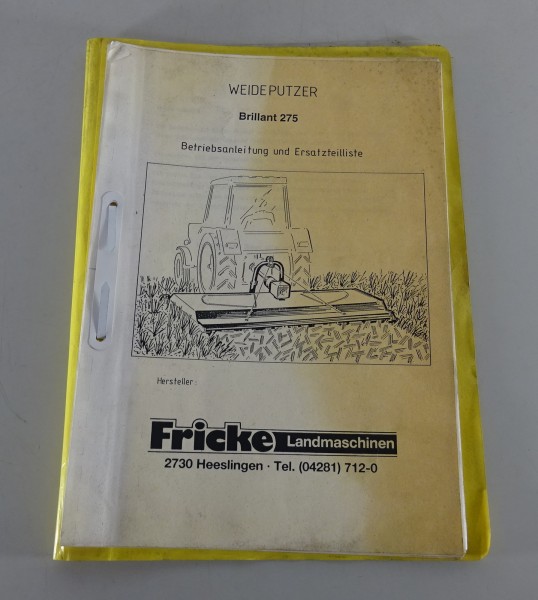 WEIDEPUTZER
Brillant 275
Betriebsanleitung und Ersatzteilliste
Hersteller:
Fricke Landmaschinen
2730 Heeslingen · Tel. (04281) 712-0